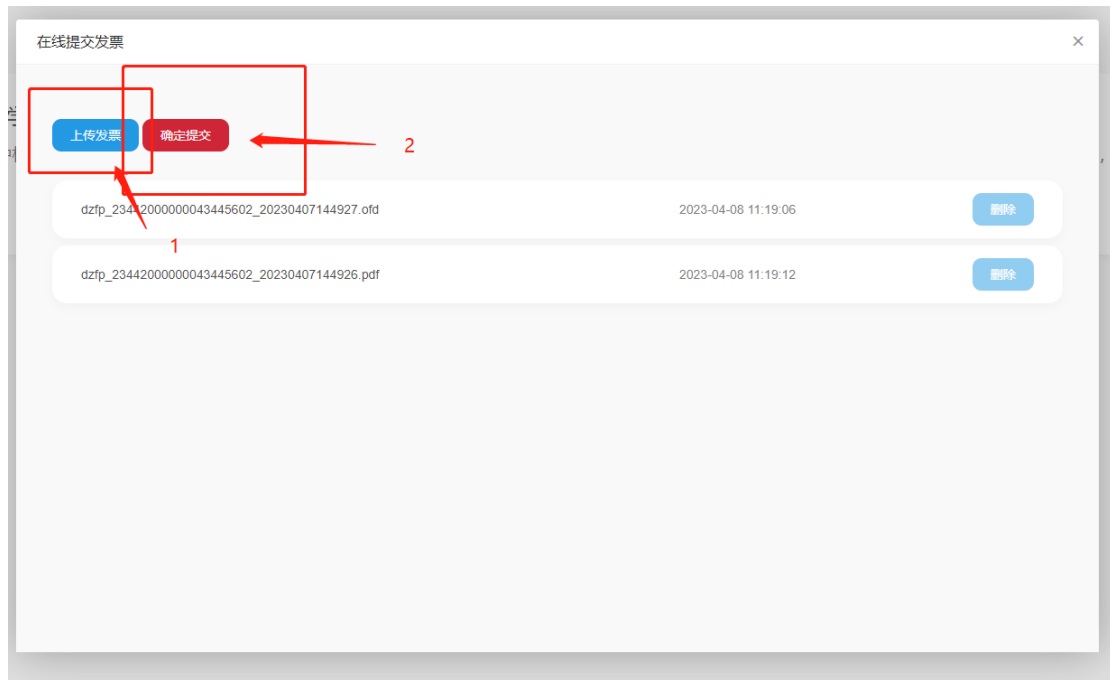 在线提交发票 ×
上传发票 确定提交 2
dzfp_23442000000043445602_20230407144927.ofd 2023-04-08 11:19:06 删除
1
dzfp_23442000000043445602_20230407144926.pdf 2023-04-08 11:19:12 删除